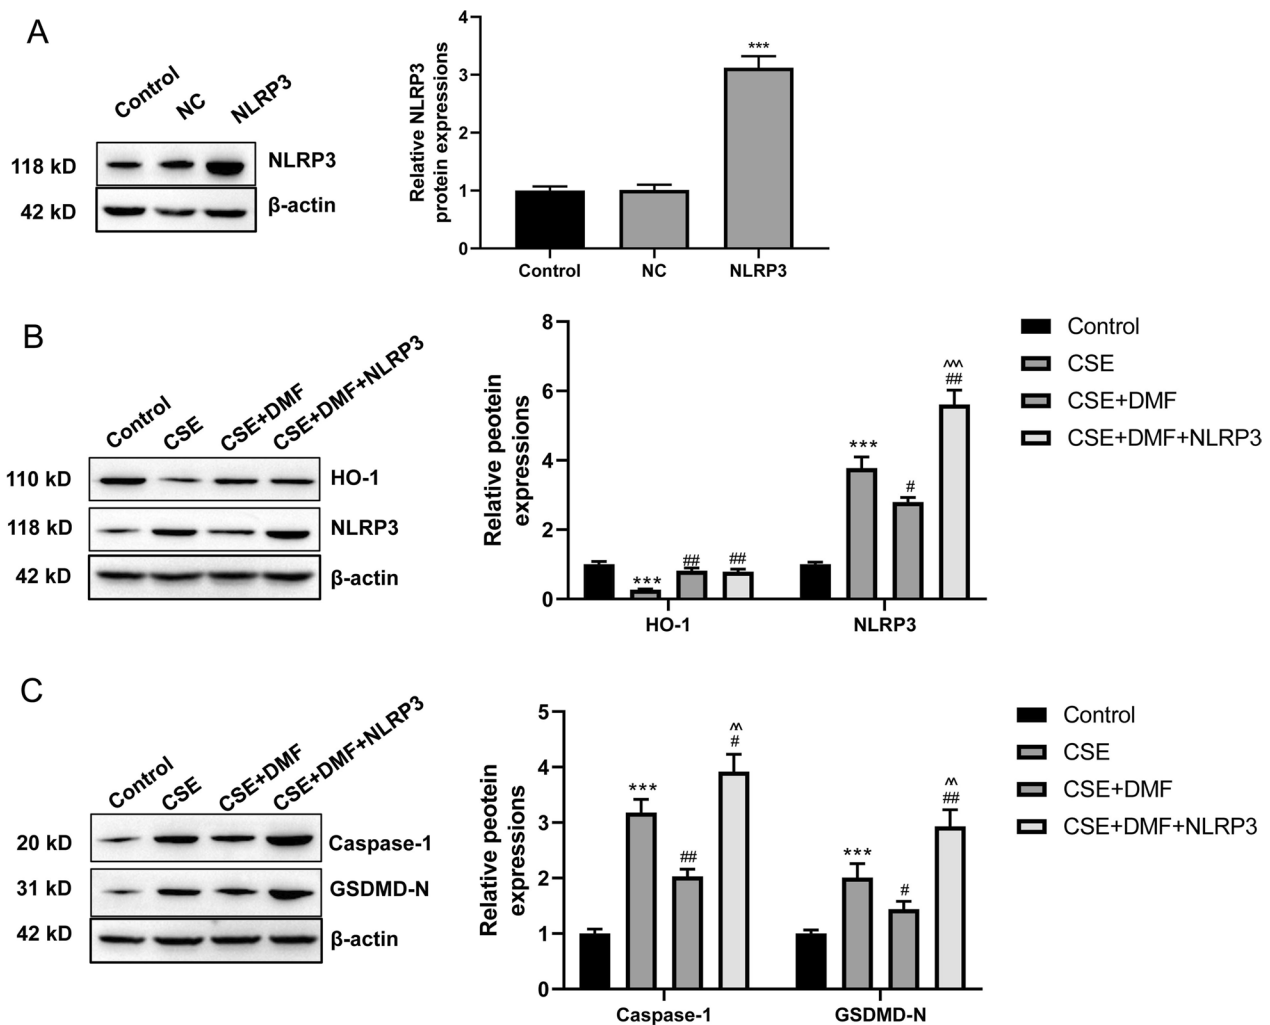 A
Control
NC
NLRP3
118 kD
NLRP3
42 kD
β-actin
Relative NLRP3
protein expressions
4
3
2
1
0
***
Control
NC
NLRP3
B
Control
CSE
CSE+DMF
CSE+DMF+NLRP3
110 kD
HO-1
118 kD
NLRP3
42 kD
β-actin
Relative peotein
expressions
8
6
4
2
0
***
##
##
***
#
^^^
##
HO-1
NLRP3
Control
CSE
CSE+DMF
CSE+DMF+NLRP3
C
Control
CSE
CSE+DMF
CSE+DMF+NLRP3
20 kD
Caspase-1
31 kD
GSDMD-N
42 kD
β-actin
Relative peotein
expressions
5
4
3
2
1
0
***
##
^^
#
***
#
^^
##
Caspase-1
GSDMD-N
Control
CSE
CSE+DMF
CSE+DMF+NLRP3